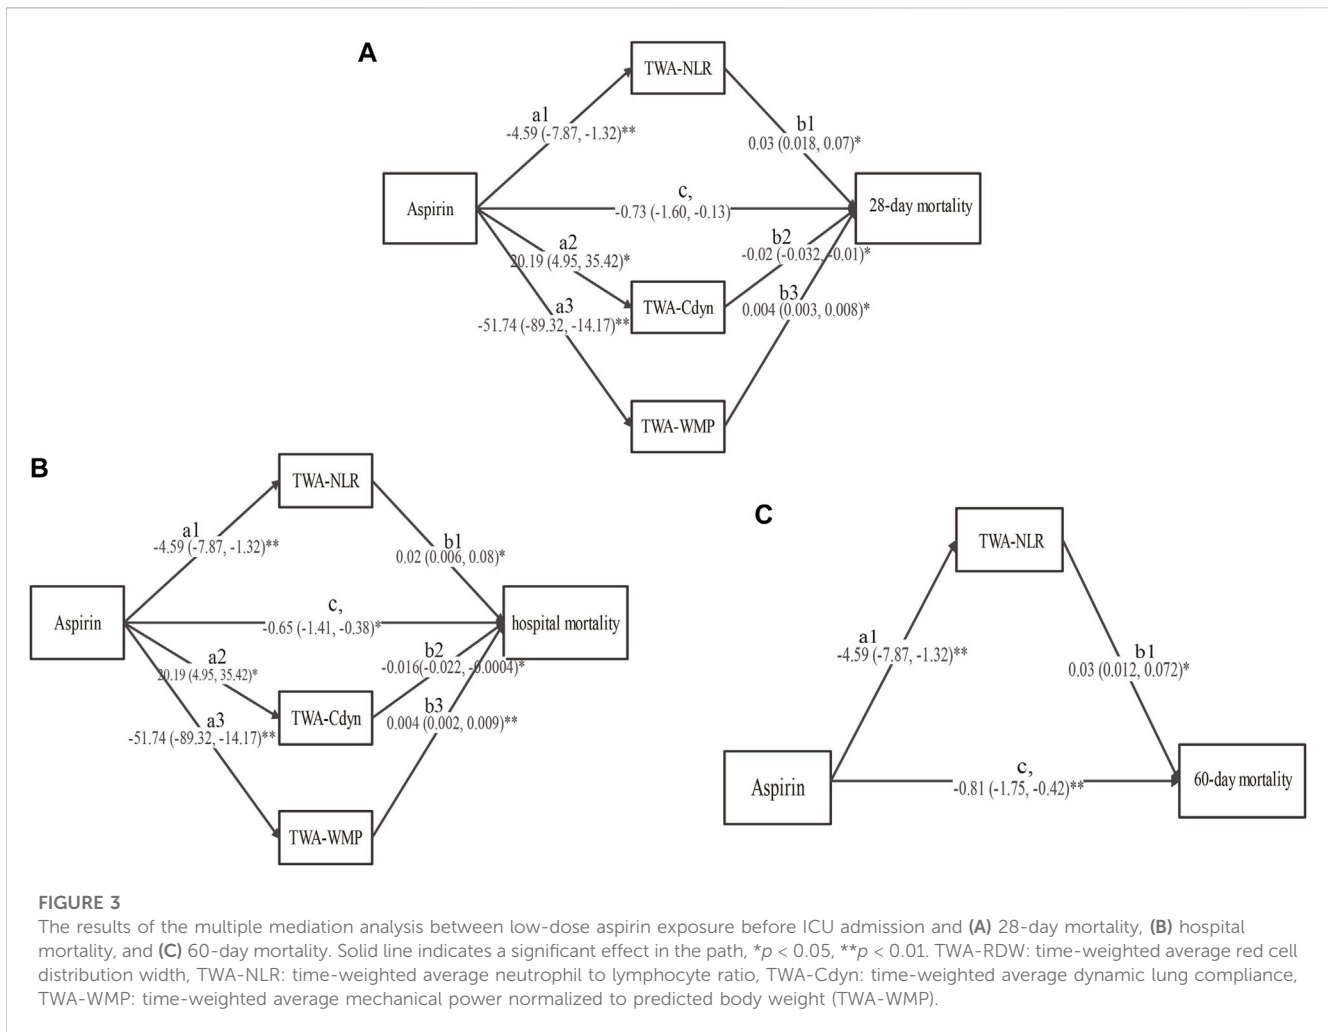 A
TWA-NLR
a1
-4.59 (-7.87, -1.32)**
b1
0.03 (0.018, 0.07)*
Aspirin
c,
-0.73 (-1.60, -0.13)
28-day mortality
a2
20.19 (4.95, 35.42)*
b2
-0.02 (-0.032, -0.01)*
TWA-Cdyn
a3
-51.74 (-89.32, -14.17)**
b3
0.004 (0.003, 0.008)*
TWA-WMP
B
TWA-NLR
a1
-4.59 (-7.87, -1.32)**
b1
0.02 (0.006, 0.08)*
Aspirin
c,
-0.65 (-1.41, -0.38)*
hospital mortality
a2
20.19 (4.95, 35.42)*
b2
-0.016(-0.022, -0.0004)*
TWA-Cdyn
a3
-51.74 (-89.32, -14.17)**
b3
0.004 (0.002, 0.009)**
TWA-WMP
C
TWA-NLR
a1
-4.59 (-7.87, -1.32)**
b1
0.03 (0.012, 0.072)*
Aspirin
c,
-0.81 (-1.75, -0.42)**
60-day mortality
FIGURE 3
The results of the multiple mediation analysis between low-dose aspirin exposure before ICU admission and (A) 28-day mortality, (B) hospital
mortality, and (C) 60-day mortality. Solid line indicates a significant effect in the path, *p < 0.05, **p < 0.01. TWA-RDW: time-weighted average red cell
distribution width, TWA-NLR: time-weighted average neutrophil to lymphocyte ratio, TWA-Cdyn: time-weighted average dynamic lung compliance,
TWA-WMP: time-weighted average mechanical power normalized to predicted body weight (TWA-WMP).